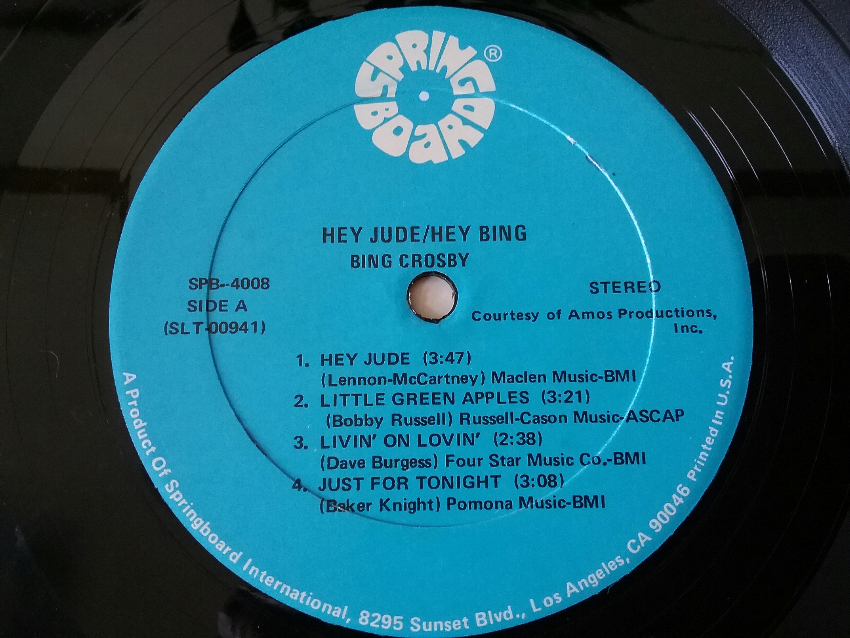 SPRING
BOARD®
HEY JUDE/HEY BING
BING CROSBY
SPB-4008
SIDE A
(SLT-00941)
STEREO
Courtesy of Amos Productions,
Inc.
1. HEY JUDE (3:47)
(Lennon-McCartney) Maclen Music-BMI
2. LITTLE GREEN APPLES (3:21)
(Bobby Russell) Russell-Cason Music-ASCAP
3. LIVIN' ON LOVIN' (2:38)
(Dave Burgess) Four Star Music Co.-BMI
4. JUST FOR TONIGHT (3:08)
(Baker Knight) Pomona Music-BMI
A Product Of Springboard International, 8295 Sunset Blvd., Los Angeles, CA 90046 Printed in U.S.A.